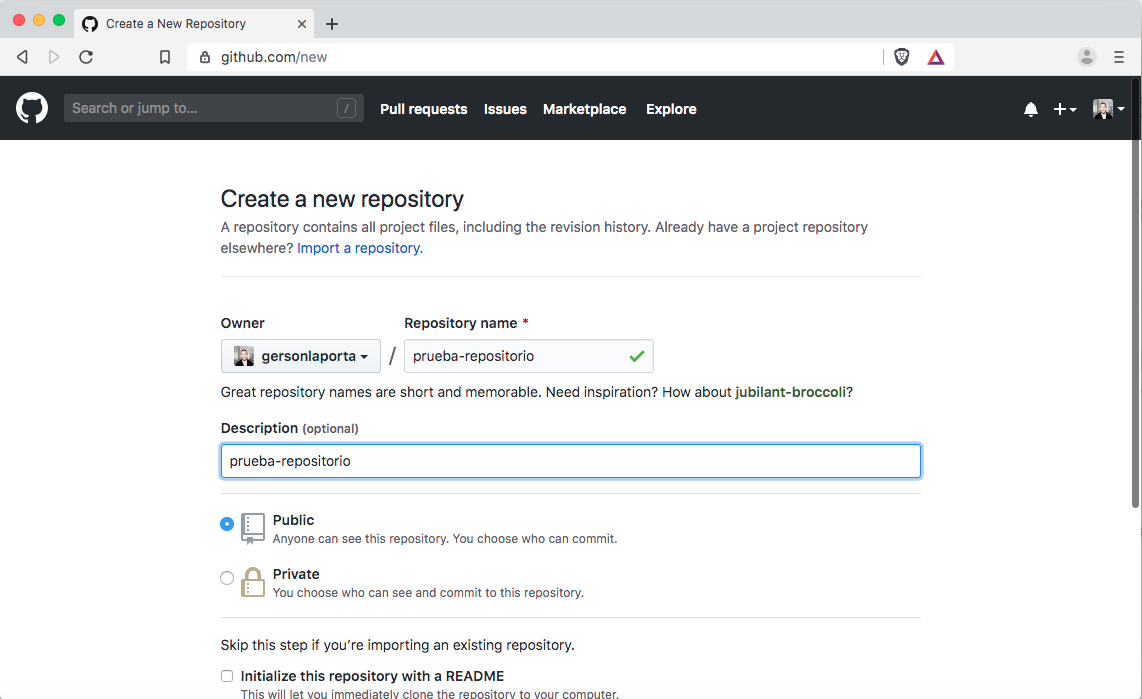 Create a New Repository
github.com/new
Search or jump to...
/
Pull requests
Issues
Marketplace
Explore
Create a new repository
A repository contains all project files, including the revision history. Already have a project repository
elsewhere? Import a repository.
Owner
Repository name *
gersonlaporta
/
prueba-repositorio
Great repository names are short and memorable. Need inspiration? How about jubilant-broccoli?
Description (optional)
prueba-repositorio
Public
Anyone can see this repository. You choose who can commit.
Private
You choose who can see and commit to this repository.
Skip this step if you’re importing an existing repository.
Initialize this repository with a README
This will let you immediately clone the repository to your computer.